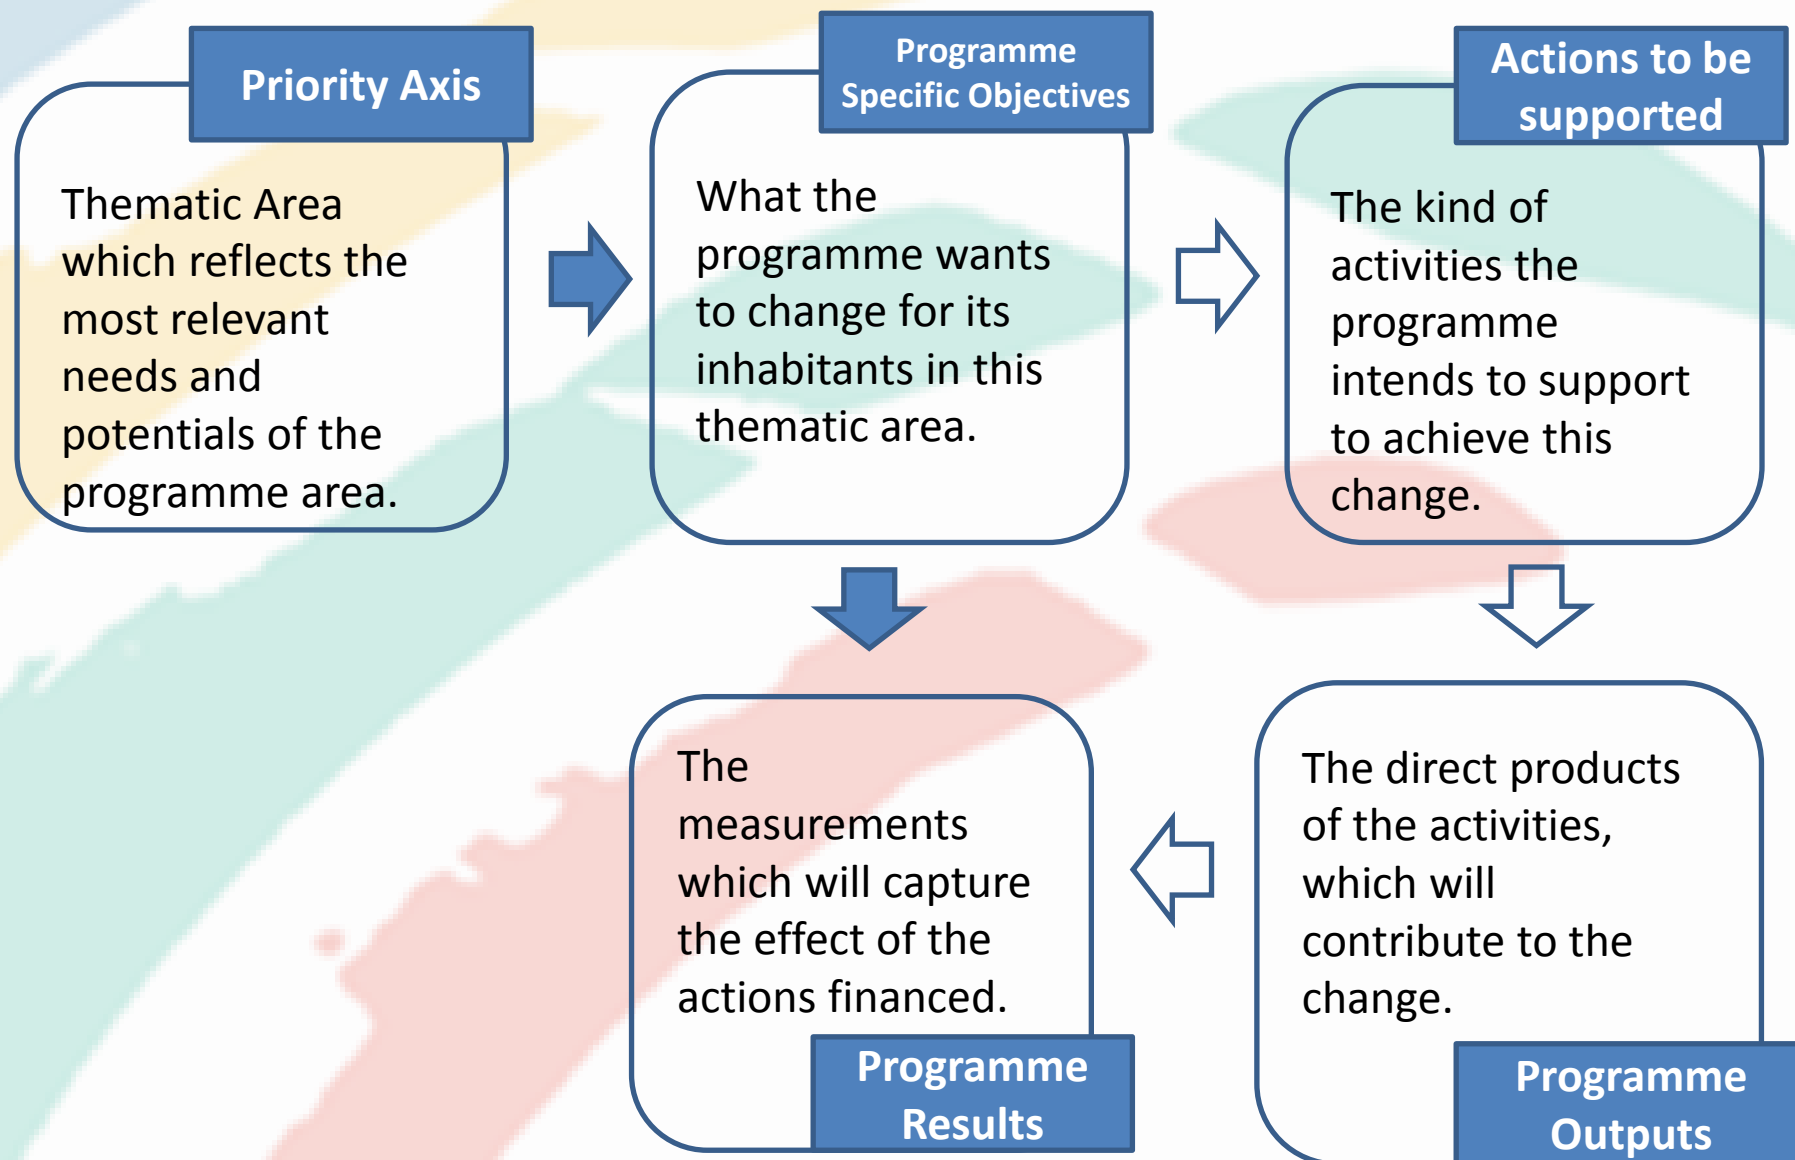 Priority Axis
Thematic Area
which reflects the
most relevant
needs and
potentials of the
programme area.
Programme
Specific Objectives
What the
programme wants
to change for its
inhabitants in this
thematic area.
Actions to be
supported
The kind of
activities the
programme
intends to support
to achieve this
change.
The
measurements
which will capture
the effect of the
actions financed.
Programme
Results
The direct products
of the activities,
which will
contribute to the
change.
Programme
Outputs